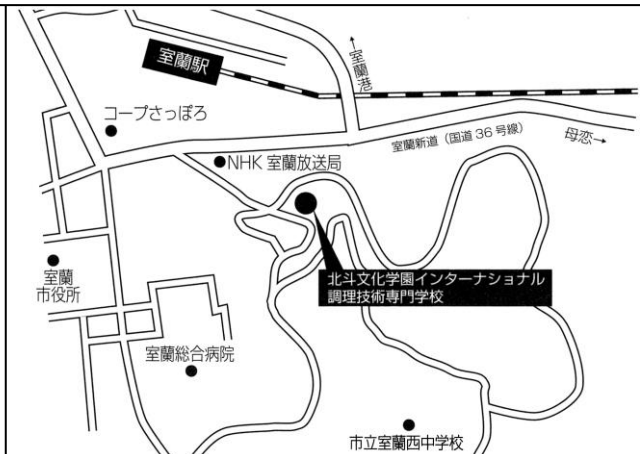 室蘭駅
↑室蘭港
コープさっぽろ
室蘭新道（国道36号線）
母恋→
NHK 室蘭放送局
室蘭
市役所
北斗文化学園インターナショナル
調理技術専門学校
室蘭総合病院
市立室蘭西中学校